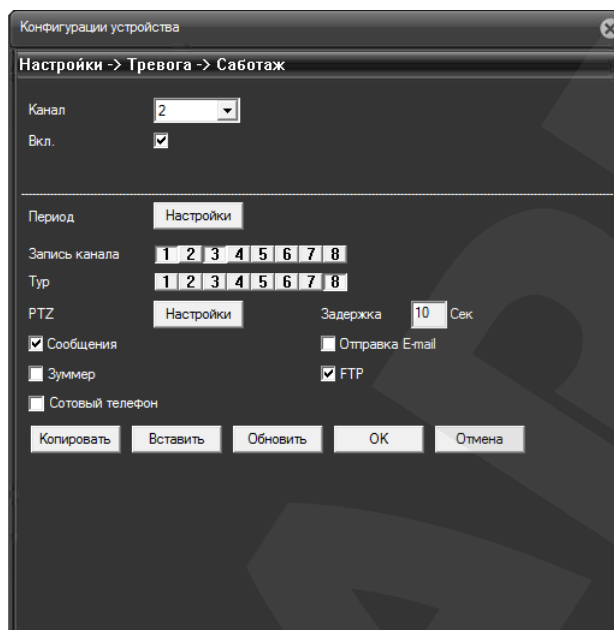 Конфигурации устройства
Настройки -> Тревога -> Саботаж
Канал 2
Вкл.
Период Настройки
Запись канала 1 2 3 4 5 6 7 8
Тур 1 2 3 4 5 6 7 8
PTZ Настройки Задержка 10 Сек
Сообщения Отправка E-mail
Зуммер FTP
Сотовый телефон
Копировать Вставить Обновить OK Отмена